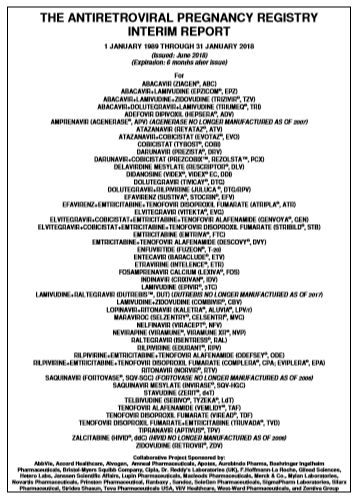 THE ANTIRETROVIRAL PREGNANCY REGISTRY
INTERIM REPORT
1 JANUARY 1989 THROUGH 31 JANUARY 2018
(Issued: June 2018)
(Expiration: 6 months after issue)
For
ABACAVIR (ZIAGEN®, ABC)
ABACAVIR+LAMIVUDINE (EPZICOM®, EPZ)
ABACAVIR+LAMIVUDINE+ZIDOVUDINE (TRIZIVIR®, TZV)
ABACAVIR+DOLUTEGRAVIR+LAMIVUDINE (TRIUMEQ®, TRI)
ADEFOVIR DIPIVOXIL (HEPSERA®, ADV)
AMPRENAVIR (AGENERASE®, APV) (AGENERASE NO LONGER MANUFACTURED AS OF 2007)
ATAZANAVIR (REYATAZ®, ATV)
ATAZANAVIR+COBICISTAT (EVOTAZ®, EVO)
COBICISTAT (TYBOST®, COBI)
DARUNAVIR (PREZISTA®, DRV)
DARUNAVIR+COBICISTAT (PREZCOBIX™, REZOLSTA™, PCX)
DELAVIRDINE MESYLATE (RESCRIPTOR®, DLV)
DIDANOSINE (VIDEX®, VIDEX® EC, DDI)
DOLUTEGRAVIR (TIVICAY®, DTG)
DOLUTEGRAVIR+RILPIVIRINE (JULUCA®, DTG/RPV)
EFAVIRENZ (SUSTIVA®, STOCRIN®, EFV)
EFAVIRENZ+EMTRICITABINE+TENOFOVIR DISOPROXIL FUMARATE (ATRIPLA®, ATR)
ELVITEGRAVIR (VITEKTA®, EVG)
ELVITEGRAVIR+COBICISTAT+EMTRICITABINE+TENOFOVIR ALAFENAMIDE (GENVOYA®, GEN)
ELVITEGRAVIR+COBICISTAT+EMTRICITABINE+TENOFOVIR DISOPROXIL FUMARATE (STRIBILD®, STB)
EMTRICITABINE (EMTRIVA®, FTC)
EMTRICITABINE+TENOFOVIR ALAFENAMIDE (DESCOVY®, DVY)
ENFUVIRTIDE (FUZEON®, T-20)
ENTECAVIR (BARACLUDE®, ETV)
ETRAVIRINE (INTELENCE®, ETR)
FOSAMPRENAVIR CALCIUM (LEXIVA®, FOS)
INDINAVIR (CRIXIVAN®, IDV)
LAMIVUDINE (EPIVIR®, 3TC)
LAMIVUDINE+RALTEGRAVIR (DUTREBIS™, DUT) (DUTREBIS NO LONGER MANUFACTURED AS OF 2017)
LAMIVUDINE+ZIDOVUDINE (COMBIVIR®, CBV)
LOPINAVIR+RITONAVIR (KALETRA®, ALUVIA®, LPV/r)
MARAVIROC (SELZENTRY®, CELSENTRI®, MVC)
NELFINAVIR (VIRACEPT®, NFV)
NEVIRAPINE (VIRAMUNE®, VIRAMUNE XR®, NVP)
RALTEGRAVIR (ISENTRESS®, RAL)
RILPIVIRINE (EDURANT®, RPV)
RILPIVIRINE+EMTRICITABINE+TENOFOVIR ALAFENAMIDE (ODEFSEY®, ODE)
RILPIVIRINE+EMTRICITABINE+TENOFOVIR DISOPROXIL FUMARATE (COMPLERA®, CPA; EVIPLERA®, EPA)
RITONAVIR (NORVIR®, RTV)
SAQUINAVIR (FORTOVASE®, SQV-SGC) (FORTOVASE NO LONGER MANUFACTURED AS OF 2006)
SAQUINAVIR MESYLATE (INVIRASE®, SQV-HGC)
STAVUDINE (ZERIT®, d4T)
TELBIVUDINE (SEBIVO®, TYZEKA®, LdT)
TENOFOVIR ALAFENAMIDE (VEMLIDY®, TAF)
TENOFOVIR DISOPROXIL FUMARATE (VIREAD®, TDF)
TENOFOVIR DISOPROXIL FUMARATE+EMTRICITABINE (TRUVADA®, TVD)
TIPRANAVIR (APTIVUS®, TPV)
ZALCITABINE (HIVID®, ddC) (HIVID NO LONGER MANUFACTURED AS OF 2006)
ZIDOVUDINE (RETROVIR®, ZDV)
Collaborative Project Sponsored by:
AbbVie, Accord Healthcare, Alvogen, Amneal Pharmaceuticals, Apotex, Aurobindo Pharma, Boehringer Ingelheim
Pharmaceuticals, Bristol-Myers Squibb Company, Cipla, Dr. Reddy's Laboratories (UK), F.Hoffmann-La Roche, Gilead Sciences,
Hetero Labs, Janssen Scientific Affairs, Lupin Pharmaceuticals, Macleods Pharmaceuticals, Merck & Co., Mylan Laboratories,
Novartis Pharmaceuticals, Prinston Pharmaceutical, Ranbaxy, Sandoz, ScieGen Pharmaceuticals, SigmaPharm Laboratories, Silarx
Pharmaceutical, Strides Shasun, Teva Pharmaceuticals USA, ViiV Healthcare, West-Ward Pharmaceuticals, and Zentiva Group